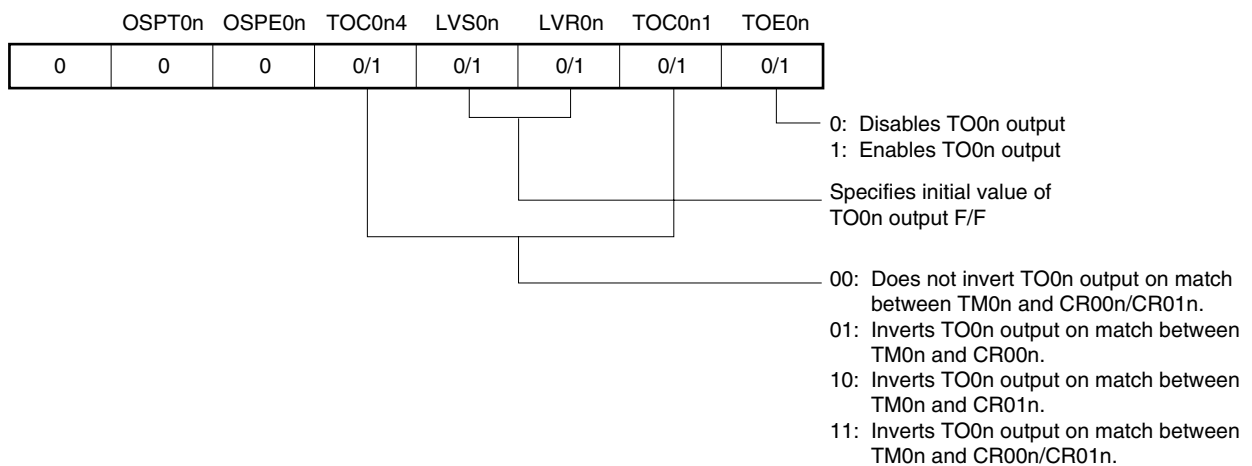 OSPT0n OSPE0n TOC0n4 LVS0n LVR0n TOC0n1 TOE0n
0 0 0 0/1 0/1 0/1 0/1 0/1
0: Disables TO0n output
1: Enables TO0n output
Specifies initial value of
TO0n output F/F
00: Does not invert TO0n output on match
between TM0n and CR00n/CR01n.
01: Inverts TO0n output on match between
TM0n and CR00n.
10: Inverts TO0n output on match between
TM0n and CR01n.
11: Inverts TO0n output on match between
TM0n and CR00n/CR01n.